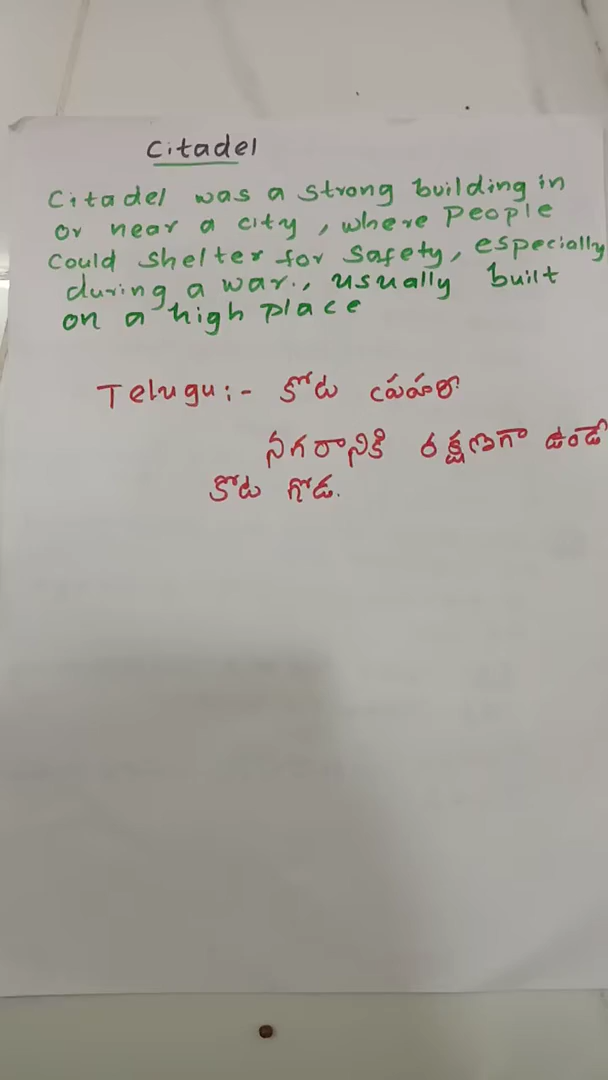 Citadel
Citadel was a strong building in
or near a city, where people
could shelter for safety, especially
during a war., usually built
on a high place
Telugu:- కోట ప్రహరి
నగరానికి రక్షణగా ఉండే
కోట గోడ.